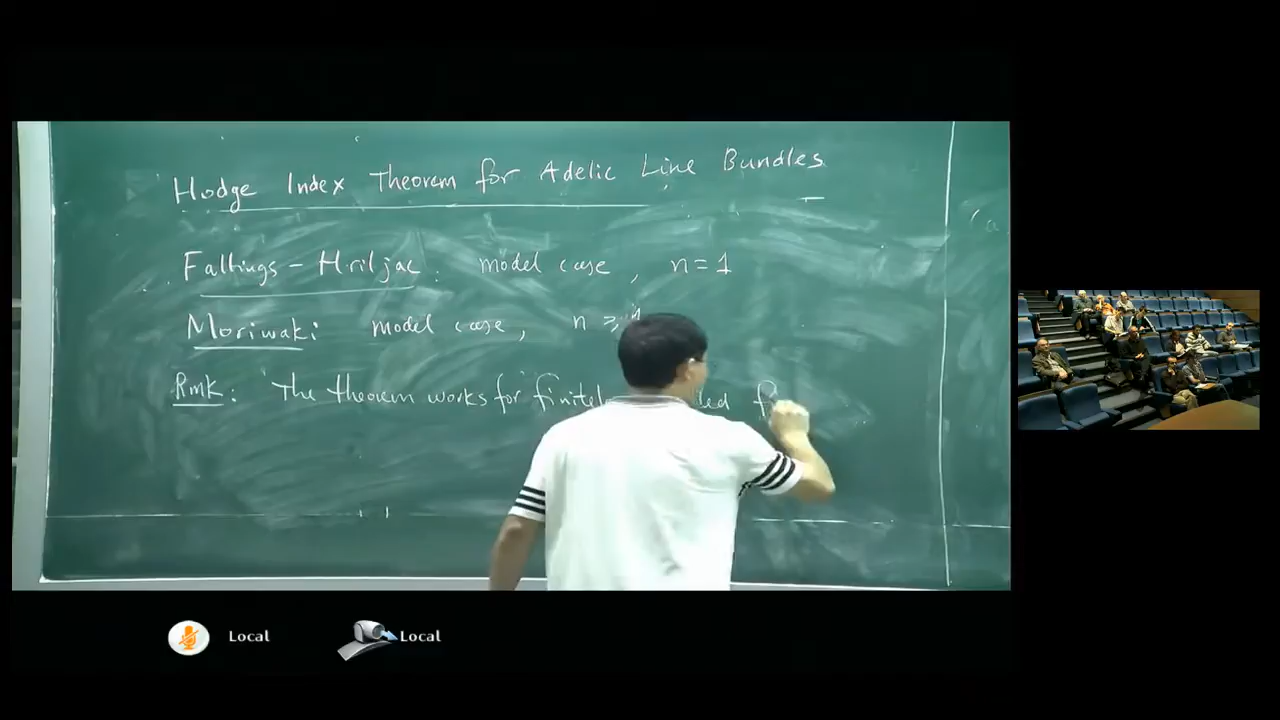 Hodge Index Theorem for Adelic Line Bundles
Faltings - Hriljac: model case, n = 1
Moriwaki: model case, n ≥
Rmk: The theorem works for
Local Local